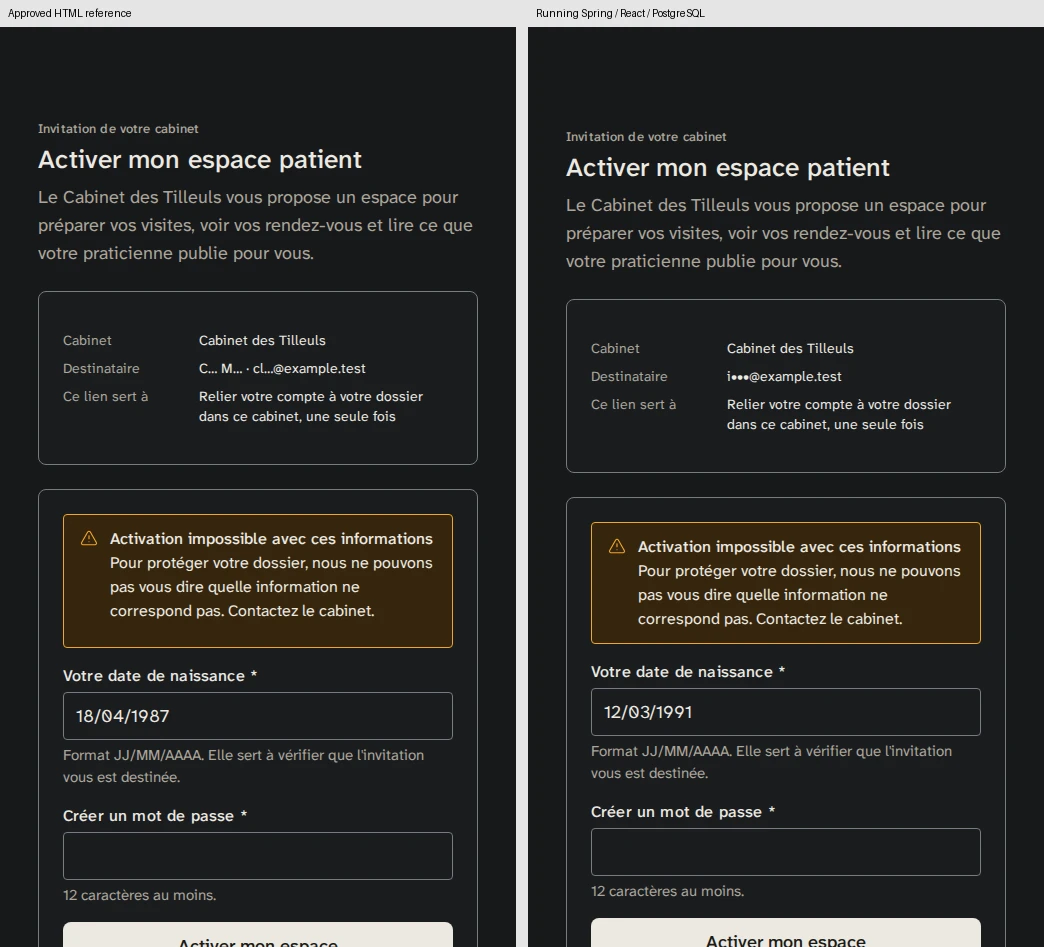 Approved HTML reference
Invitation de votre cabinet
Activer mon espace patient
Le Cabinet des Tilleuls vous propose un espace pour
préparer vos visites, voir vos rendez-vous et lire ce que
votre praticienne publie pour vous.
Cabinet Cabinet des Tilleuls
Destinataire C... M... · cl...@example.test
Ce lien sert à Relier votre compte à votre dossier
dans ce cabinet, une seule fois
Activation impossible avec ces informations
Pour protéger votre dossier, nous ne pouvons
pas vous dire quelle information ne
correspond pas. Contactez le cabinet.
Votre date de naissance *
18/04/1987
Format JJ/MM/AAAA. Elle sert à vérifier que l'invitation
vous est destinée.
Créer un mot de passe *
12 caractères au moins.
Activer mon espace
Running Spring / React / PostgreSQL
Invitation de votre cabinet
Activer mon espace patient
Le Cabinet des Tilleuls vous propose un espace pour
préparer vos visites, voir vos rendez-vous et lire ce que
votre praticienne publie pour vous.
Cabinet Cabinet des Tilleuls
Destinataire i•••@example.test
Ce lien sert à Relier votre compte à votre dossier
dans ce cabinet, une seule fois
Activation impossible avec ces informations
Pour protéger votre dossier, nous ne pouvons
pas vous dire quelle information ne
correspond pas. Contactez le cabinet.
Votre date de naissance *
12/03/1991
Format JJ/MM/AAAA. Elle sert à vérifier que l'invitation
vous est destinée.
Créer un mot de passe *
12 caractères au moins.
Activer mon espace